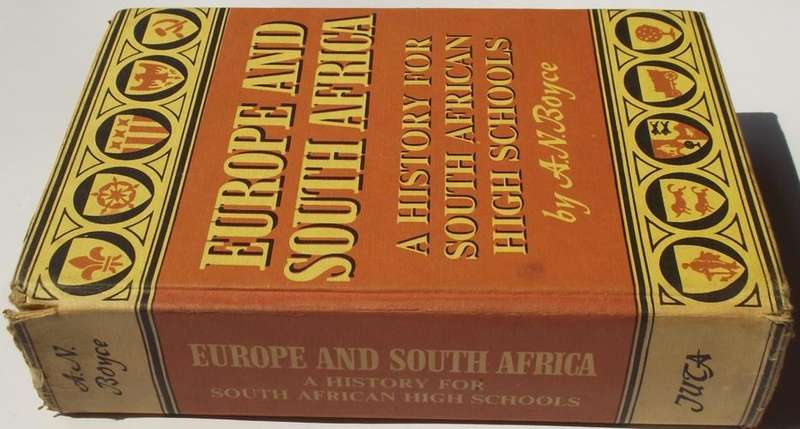 EUROPE AND
SOUTH AFRICA
A HISTORY FOR
SOUTH AFRICAN
HIGH SCHOOLS
by A.N.Boyce
A.N.
Boyce
EUROPE AND SOUTH AFRICA
A HISTORY FOR
SOUTH AFRICAN HIGH SCHOOLS
JUTA